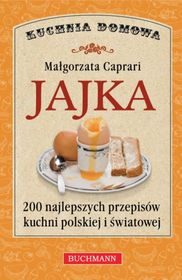 KUCHNIA DOMOWA
Małgorzata Caprari
JAJKA
200 najlepszych przepisów
kuchni polskiej i światowej
BUCHMANN